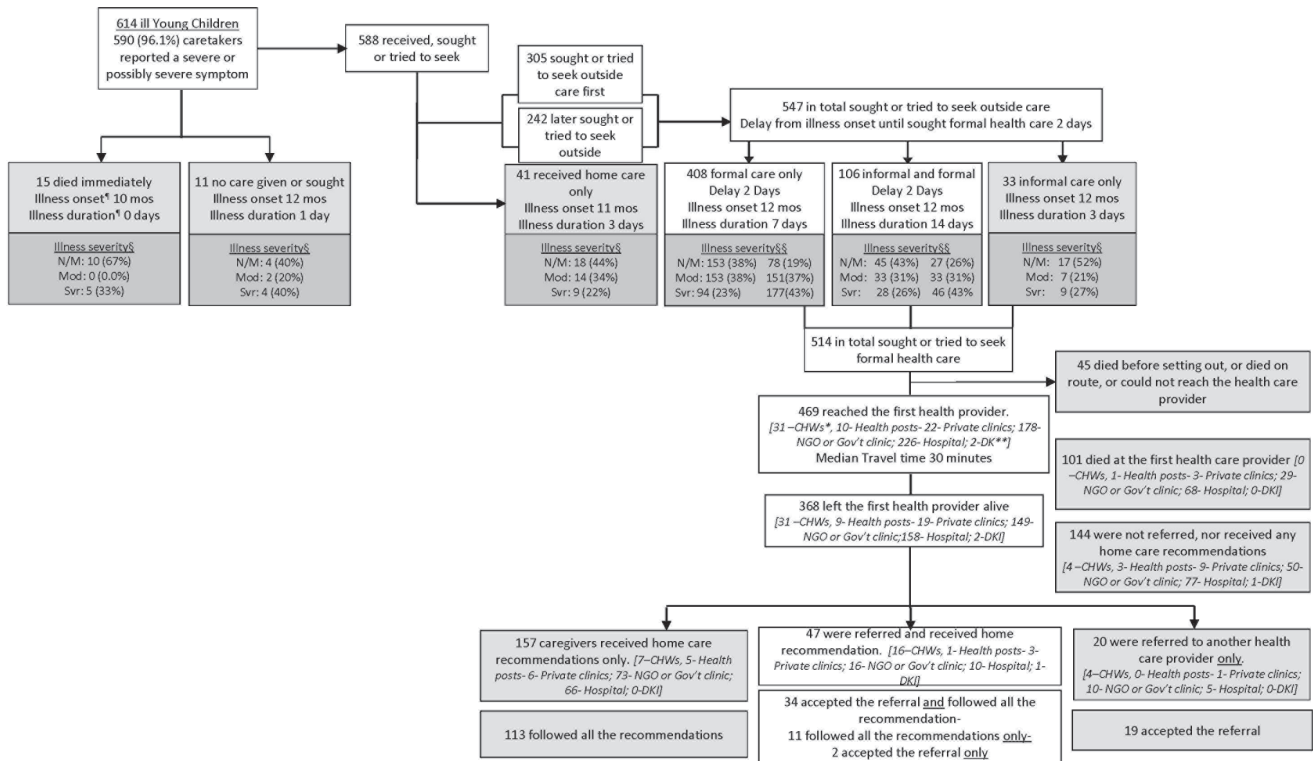 614 ill Young Children
590 (96.1%) caretakers
reported a severe or
possibly severe symptom
588 received, sought
or tried to seek
305 sought or tried
to seek outside
care first
242 later sought or
tried to seek
outside
547 in total sought or tried to seek outside care
Delay from illness onset until sought formal health care 2 days
15 died immediately
Illness onset¶ 10 mos
Illness duration¶ 0 days
Illness severity§
N/M: 10 (67%)
Mod: 0 (0.0%)
Svr: 5 (33%)
11 no care given or sought
Illness onset 12 mos
Illness duration 1 day
Illness severity§
N/M: 4 (40%)
Mod: 2 (20%)
Svr: 4 (40%)
41 received home care
only
Illness onset 11 mos
Illness duration 3 days
Illness severity§
N/M: 18 (44%)
Mod: 14 (34%)
Svr: 9 (22%)
408 formal care only
Delay 2 Days
Illness onset 12 mos
Illness duration 7 days
Illness severity§§
N/M: 153 (38%) 78 (19%)
Mod: 153 (38%) 151(37%)
Svr: 94 (23%) 177(43%)
106 informal and formal
Delay 2 Days
Illness onset 12 mos
Illness duration 14 days
Illness severity§§
N/M: 45 (43%) 27 (26%)
Mod: 33 (31%) 33 (31%)
Svr: 28 (26%) 46 (43%
33 informal care only
Illness onset 12 mos
Illness duration 3 days
Illness severity§
N/M: 17 (52%)
Mod: 7 (21%)
Svr: 9 (27%)
514 in total sought or tried to seek
formal health care
45 died before setting out, or died on
route, or could not reach the health care
provider
469 reached the first health provider.
[31 –CHWs*, 10- Health posts- 22- Private clinics; 178-
NGO or Gov't clinic; 226- Hospital; 2-DK**]
Median Travel time 30 minutes
101 died at the first health care provider [0
–CHWs, 1- Health posts- 3- Private clinics; 29-
NGO or Gov't clinic; 68- Hospital; 0-DKI]
368 left the first health provider alive
[31 –CHWs, 9- Health posts- 19- Private clinics; 149-
NGO or Gov't clinic;158- Hospital; 2-DKI]
144 were not referred, nor received any
home care recommendations
[4 –CHWs, 3- Health posts- 9- Private clinics; 50-
NGO or Gov't clinic; 77- Hospital; 1-DKI]
157 caregivers received home care
recommendations only. [7–CHWs, 5- Health
posts- 6- Private clinics; 73- NGO or Gov't clinic;
66- Hospital; 0-DKI]
113 followed all the recommendations
47 were referred and received home
recommendation. [16–CHWs, 1- Health posts- 3-
Private clinics; 16- NGO or Gov't clinic; 10- Hospital; 1-
DKI]
34 accepted the referral and followed all the
recommendation-
11 followed all the recommendations only-
2 accepted the referral only
20 were referred to another health
care provider only.
[4–CHWs, 0- Health posts- 1- Private clinics;
10- NGO or Gov't clinic; 5- Hospital; 0-DKI]
19 accepted the referral